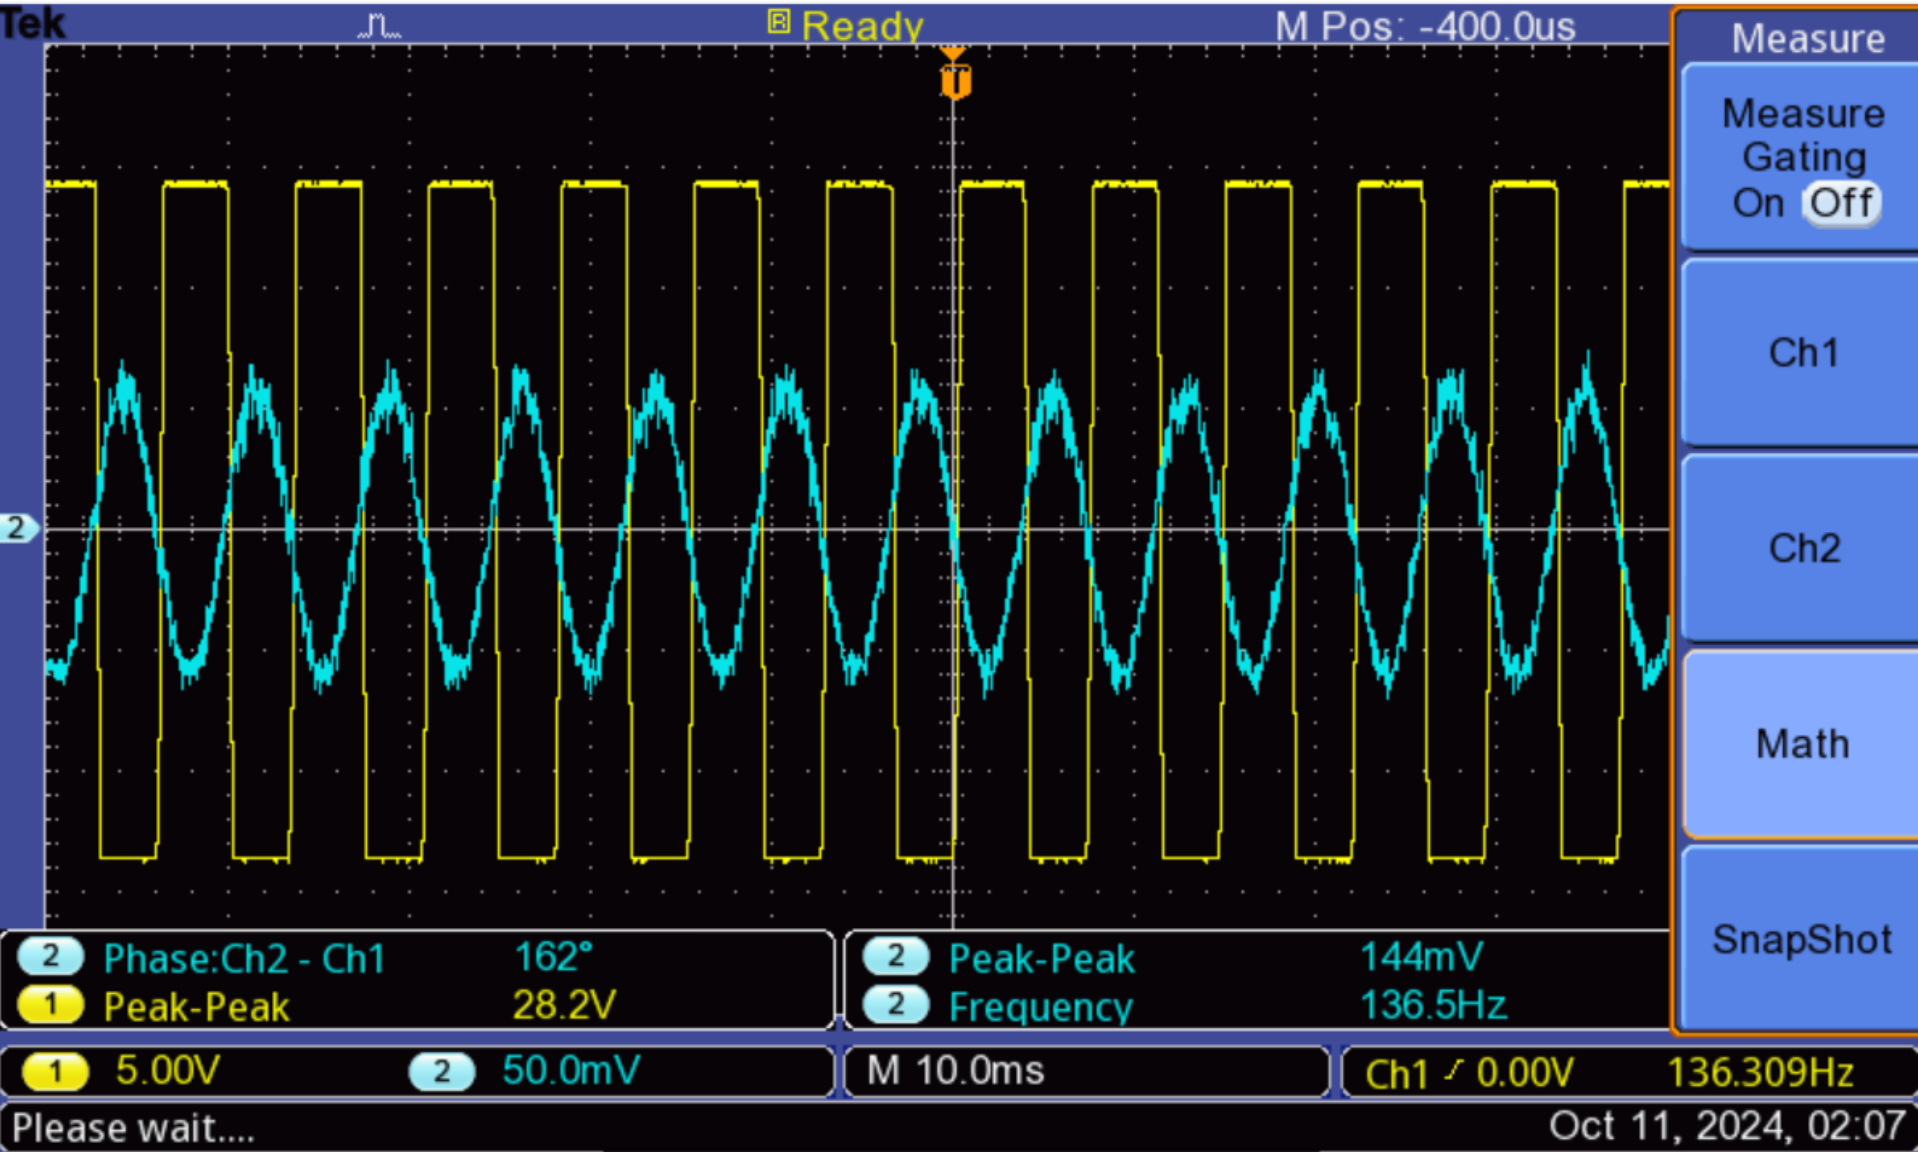 Tek R Ready M Pos: -400.0us
T
2
Measure
Measure
Gating
On Off
Ch1
Ch2
Math
SnapShot
2 Phase:Ch2 - Ch1 162°
1 Peak-Peak 28.2V
2 Peak-Peak 144mV
2 Frequency 136.5Hz
1 5.00V 2 50.0mV M 10.0ms Ch1 0.00V 136.309Hz
Please wait.... Oct 11, 2024, 02:07